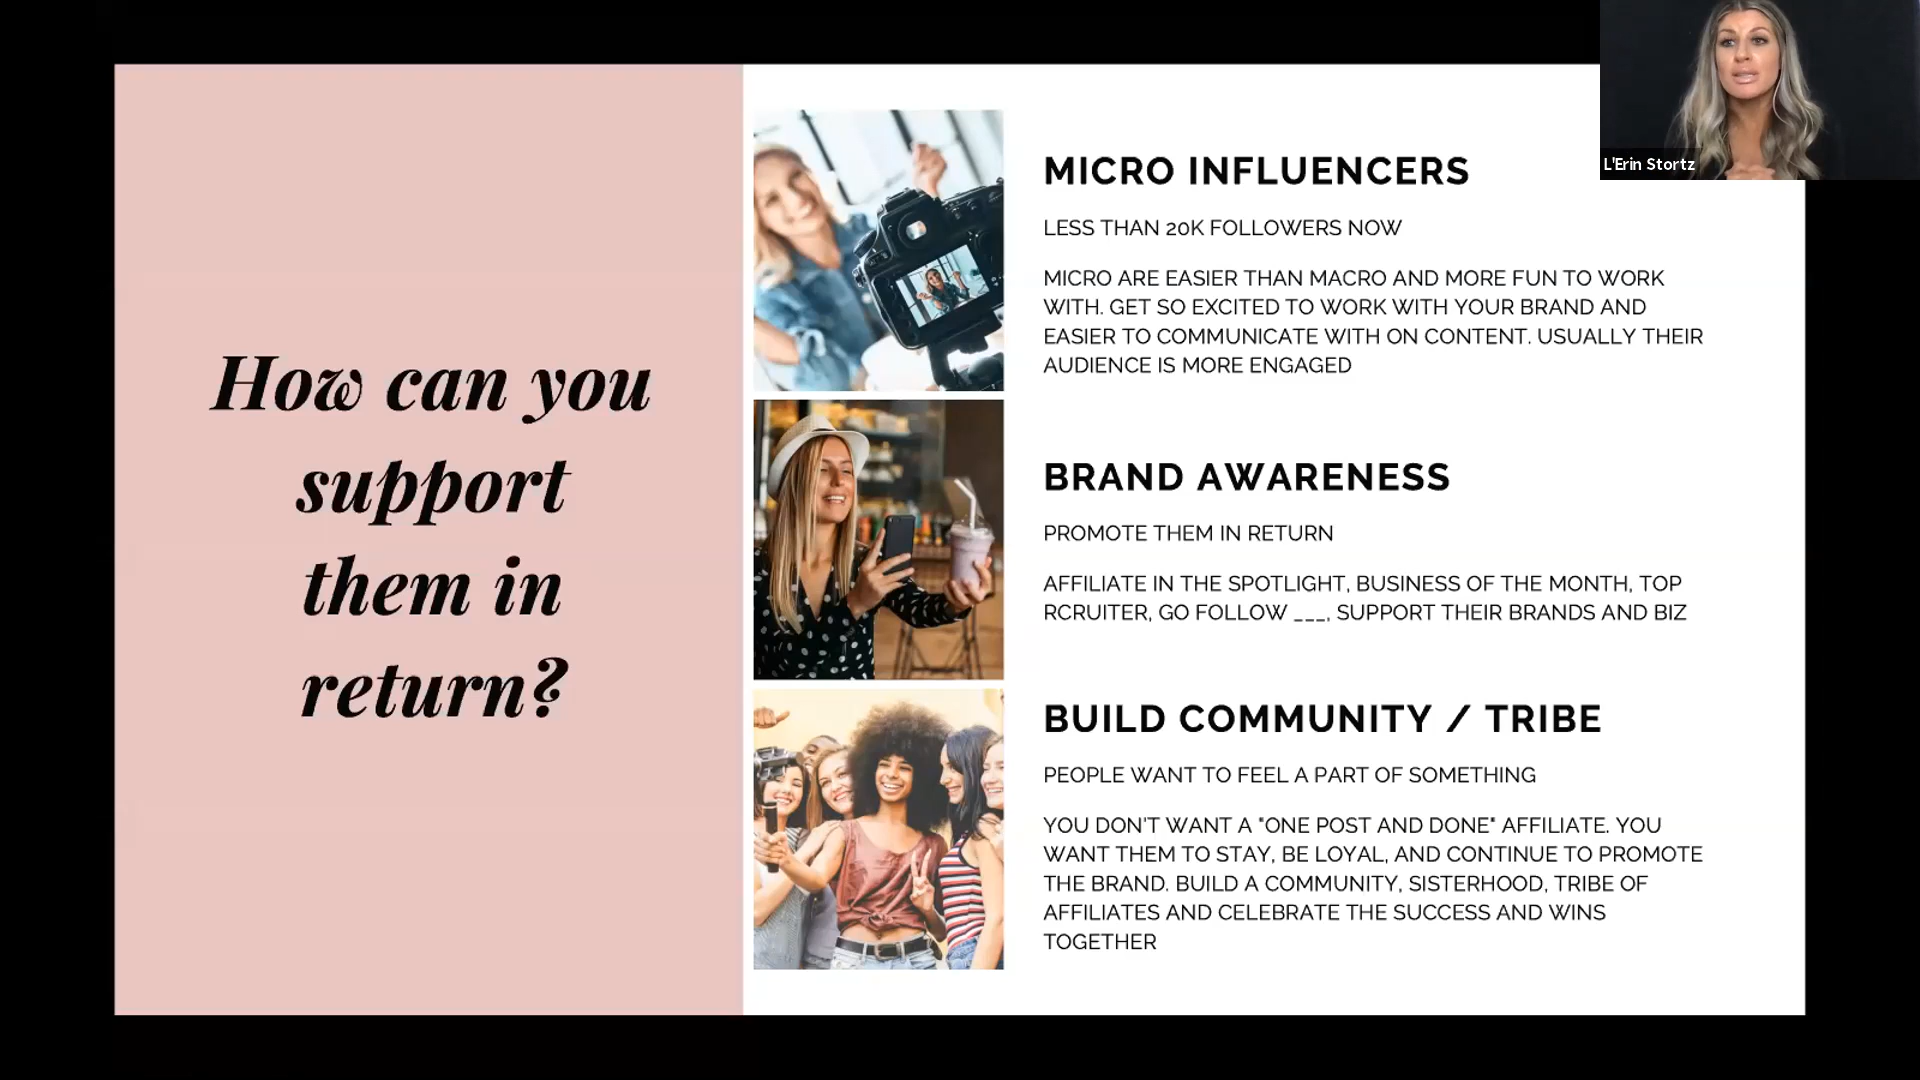 How can you
support
them in
return?
MICRO INFLUENCERS
LESS THAN 20K FOLLOWERS NOW
MICRO ARE EASIER THAN MACRO AND MORE FUN TO WORK
WITH. GET SO EXCITED TO WORK WITH YOUR BRAND AND
EASIER TO COMMUNICATE WITH ON CONTENT. USUALLY THEIR
AUDIENCE IS MORE ENGAGED
BRAND AWARENESS
PROMOTE THEM IN RETURN
AFFILIATE IN THE SPOTLIGHT, BUSINESS OF THE MONTH, TOP
RCRUITER, GO FOLLOW ___, SUPPORT THEIR BRANDS AND BIZ
BUILD COMMUNITY / TRIBE
PEOPLE WANT TO FEEL A PART OF SOMETHING
YOU DON'T WANT A "ONE POST AND DONE" AFFILIATE. YOU
WANT THEM TO STAY, BE LOYAL, AND CONTINUE TO PROMOTE
THE BRAND. BUILD A COMMUNITY, SISTERHOOD, TRIBE OF
AFFILIATES AND CELEBRATE THE SUCCESS AND WINS
TOGETHER
L'Erin Stortz